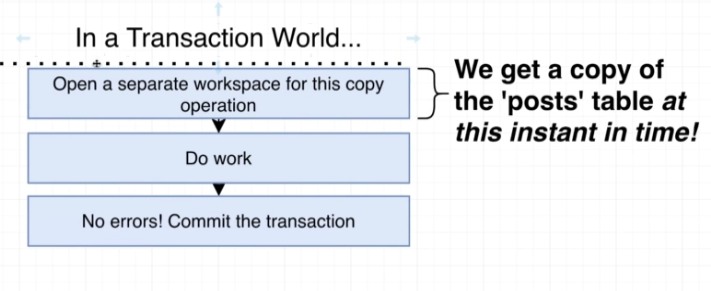 In a Transaction World...
Open a separate workspace for this copy
operation
We get a copy of
the 'posts' table at
this instant in time!
Do work
No errors! Commit the transaction